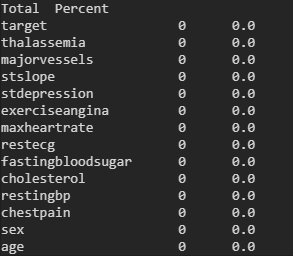 Total Percent
target 0 0.0
thalassemia 0 0.0
majorvessels 0 0.0
stslope 0 0.0
stdepression 0 0.0
exerciseangina 0 0.0
maxheartrate 0 0.0
restecg 0 0.0
fastingbloodsugar 0 0.0
cholesterol 0 0.0
restingbp 0 0.0
chestpain 0 0.0
sex 0 0.0
age 0 0.0